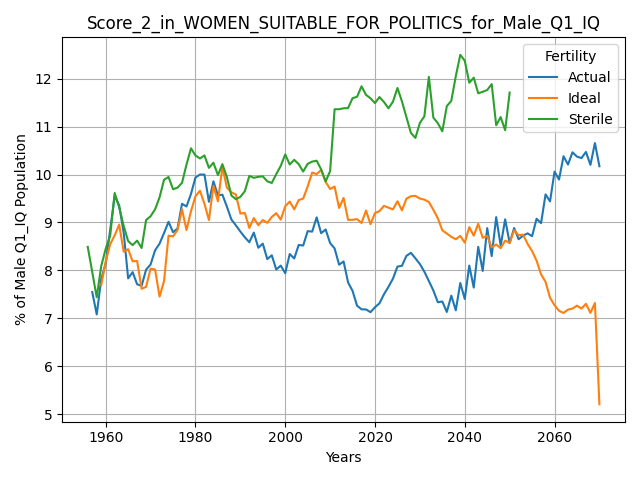 Score_2_in_WOMEN_SUITABLE_FOR_POLITICS_for_Male_Q1_IQ
Fertility
Actual
Ideal
Sterile
% of Male Q1_IQ Population
12
11
10
9
8
7
6
5
1960 1980 2000 2020 2040 2060
Years